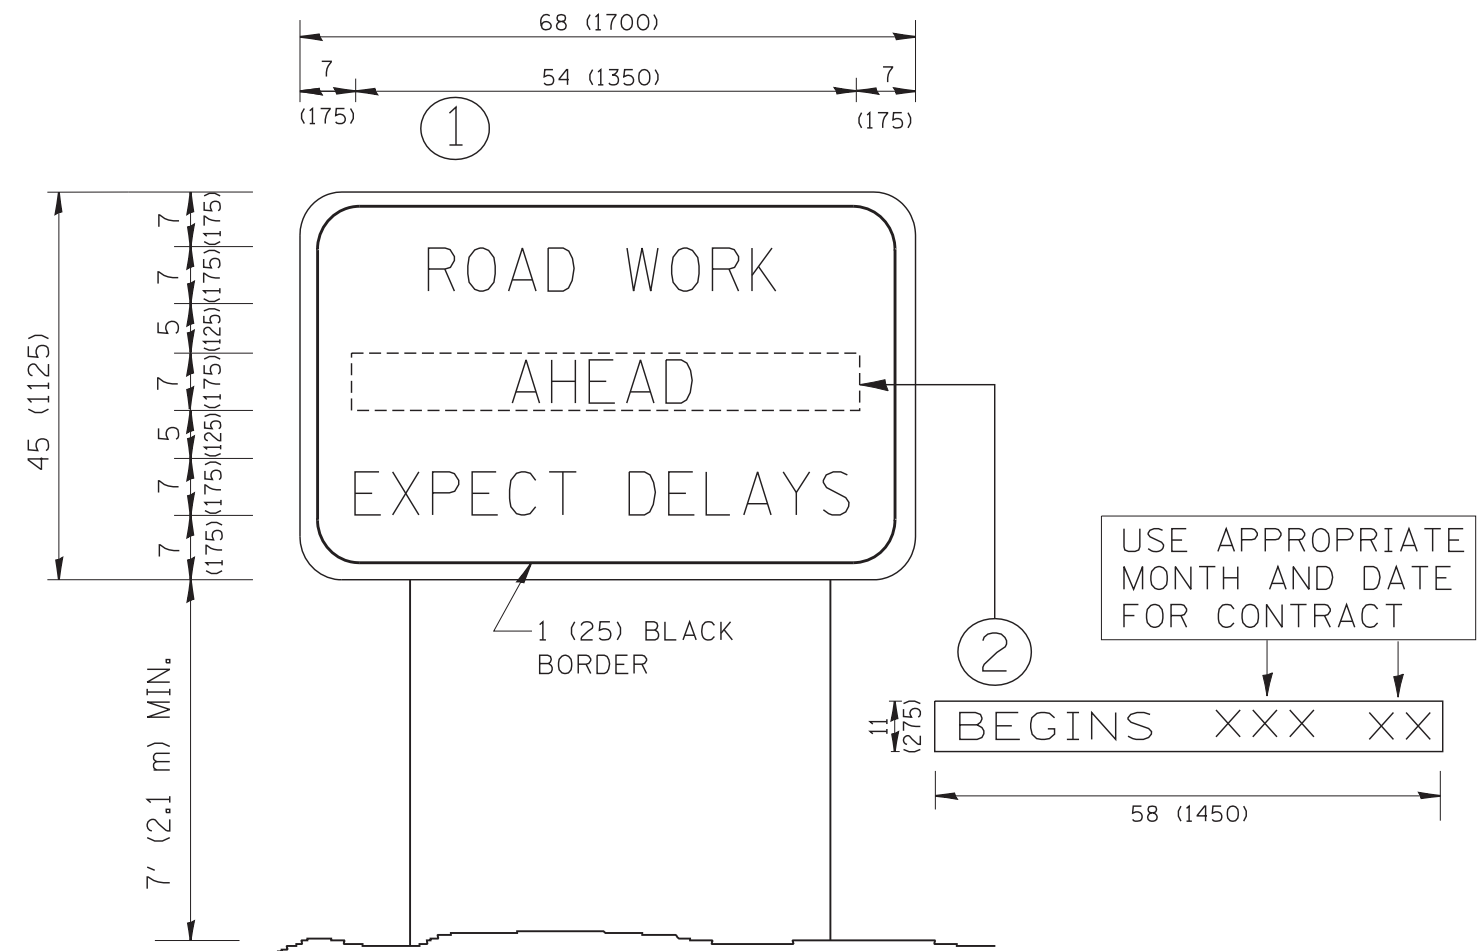 68 (1700)
7
54 (1350)
7
(175)
(175)
1
45 (1125)
7
(175)
7
(175)
5
(125)
7
(175)
5
(125)
7
(175)
7
(175)
ROAD WORK
AHEAD
EXPECT DELAYS
1 (25) BLACK
BORDER
7' (2.1 m) MIN.
2
USE APPROPRIATE
MONTH AND DATE
FOR CONTRACT
11
(275)
BEGINS XXX XX
58 (1450)